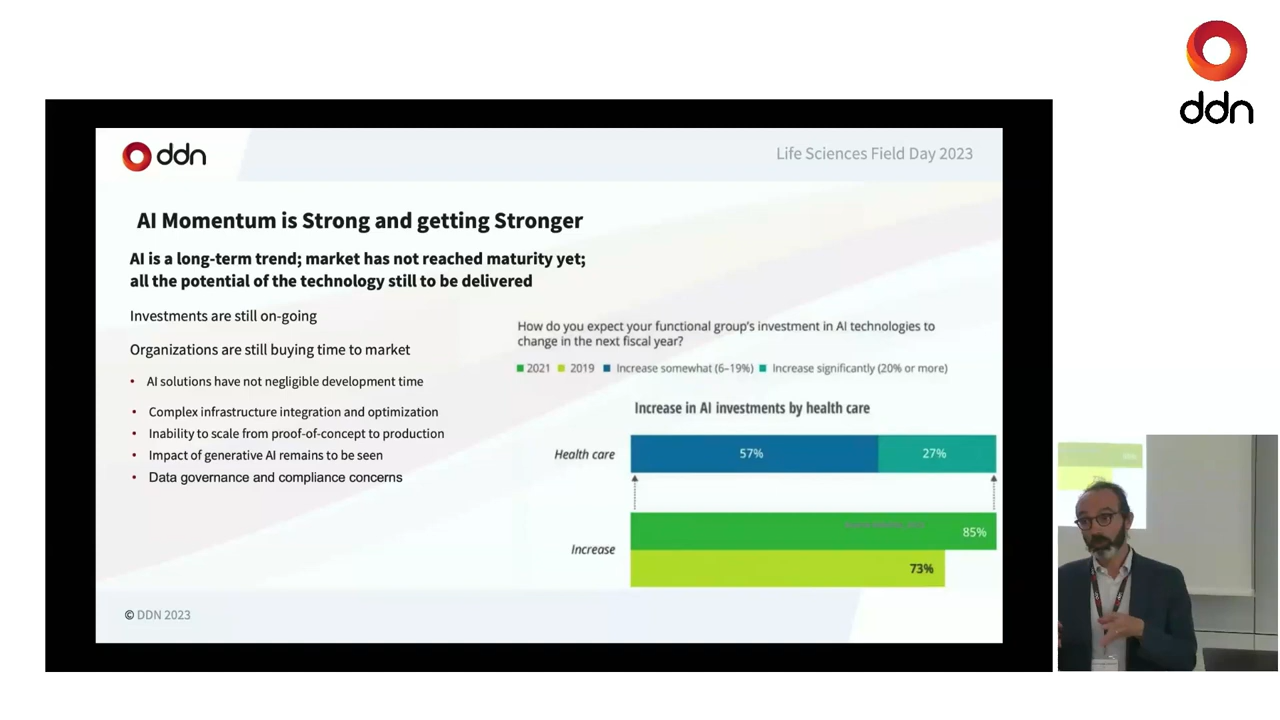 ddn
ddn
Life Sciences Field Day 2023
AI Momentum is Strong and getting Stronger
AI is a long-term trend; market has not reached maturity yet;
all the potential of the technology still to be delivered
Investments are still on-going
Organizations are still buying time to market
• AI solutions have not negligible development time
• Complex infrastructure integration and optimization
• Inability to scale from proof-of-concept to production
• Impact of generative AI remains to be seen
• Data governance and compliance concerns
How do you expect your functional group's investment in AI technologies to
change in the next fiscal year?
2021 2019 Increase somewhat (6–19%) Increase significantly (20% or more)
Increase in AI investments by health care
Health care 57% 27%
Increase 85%
73%
© DDN 2023